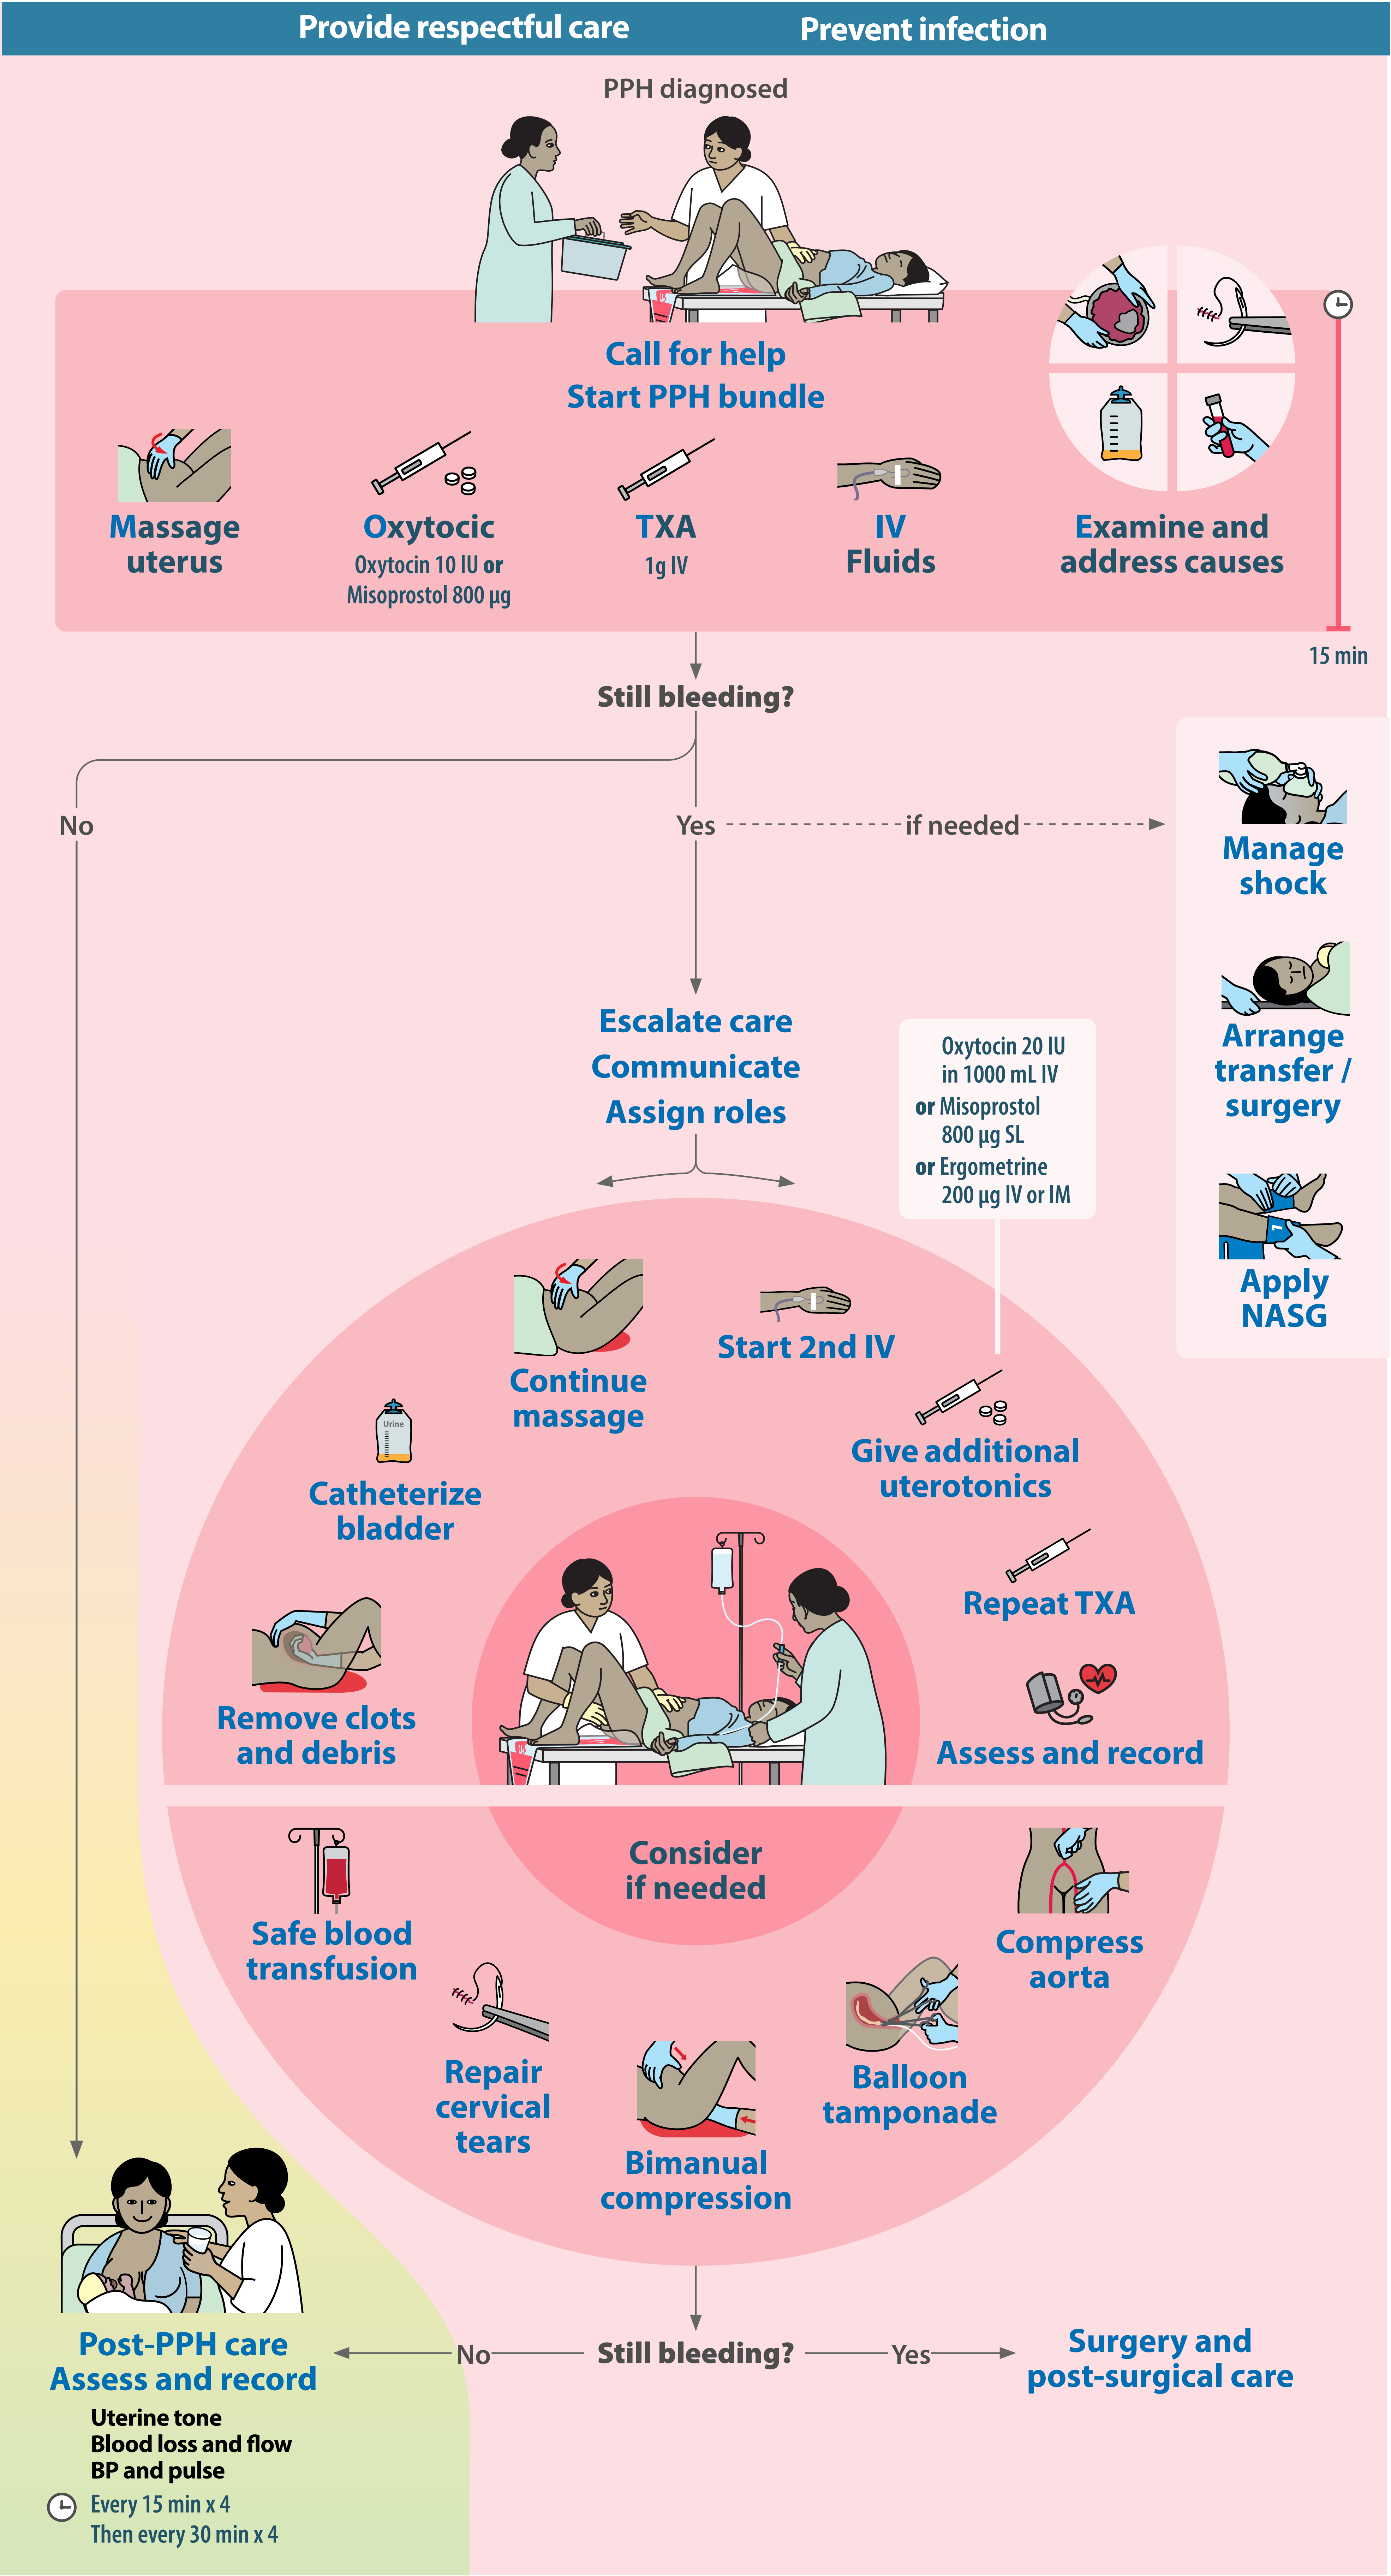 Provide respectful care
Prevent infection
PPH diagnosed
Call for help
Start PPH bundle
Massage
uterus
Oxytocic
Oxytocin 10 IU or
Misoprostol 800 µg
TXA
1g IV
IV
Fluids
Examine and
address causes
15 min
Still bleeding?
No
Yes
if needed
Manage
shock
Arrange
transfer /
surgery
Apply
NASG
Escalate care
Communicate
Assign roles
Oxytocin 20 IU
in 1000 mL IV
or Misoprostol
800 µg SL
or Ergometrine
200 µg IV or IM
Continue
massage
Start 2nd IV
Give additional
uterotonics
Urine
Catheterize
bladder
Repeat TXA
Remove clots
and debris
Assess and record
Consider
if needed
Safe blood
transfusion
Compress
aorta
Repair
cervical
tears
Balloon
tamponade
Bimanual
compression
Still bleeding?
No
Yes
Surgery and
post-surgical care
Post-PPH care
Assess and record
Uterine tone
Blood loss and flow
BP and pulse
Every 15 min x 4
Then every 30 min x 4